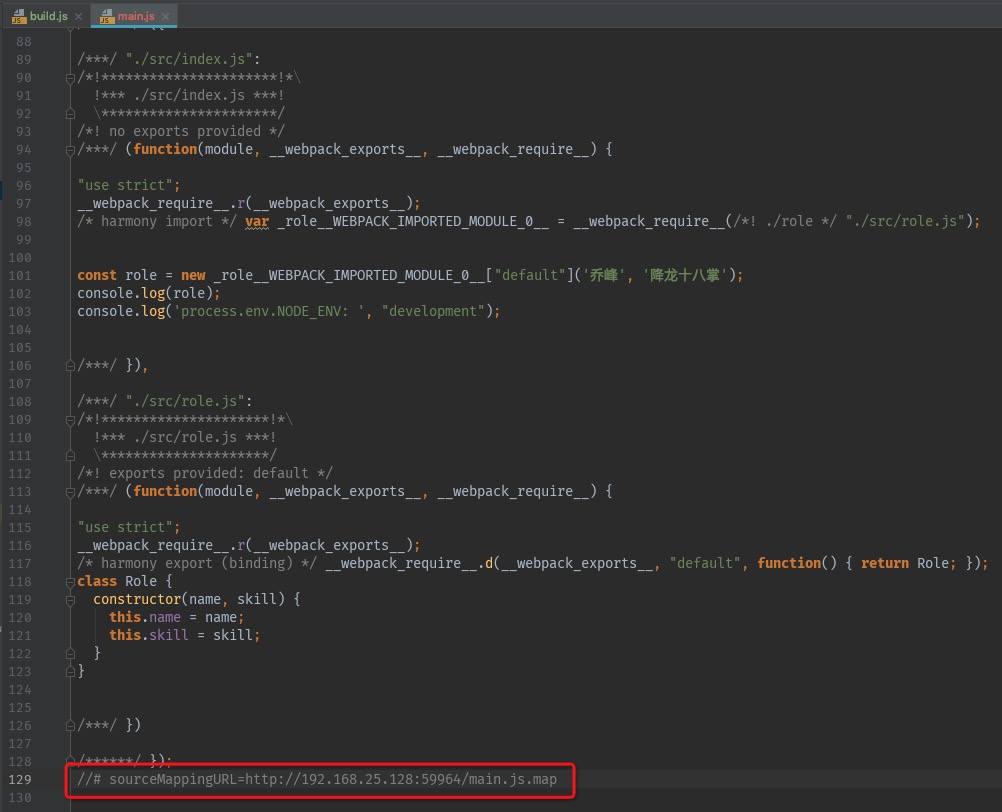 build.js main.js
88
89 /***/ "./src/index.js":
90 /*!**********************!*\
91   !*** ./src/index.js ***!
92   \**********************/
93 /*! no exports provided */
94 /***/ (function(module, __webpack_exports__, __webpack_require__) {
95
96 "use strict";
97 __webpack_require__.r(__webpack_exports__);
98 /* harmony import */ var _role__WEBPACK_IMPORTED_MODULE_0__ = __webpack_require__(/*! ./role */ "./src/role.js");
99
100
101 const role = new _role__WEBPACK_IMPORTED_MODULE_0__["default"]('乔峰', '降龙十八掌');
102 console.log(role);
103 console.log('process.env.NODE_ENV: ', "development");
104
105
106 /***/ }),
107
108 /***/ "./src/role.js":
109 /*!*********************!*\
110   !*** ./src/role.js ***!
111   \*********************/
112 /*! exports provided: default */
113 /***/ (function(module, __webpack_exports__, __webpack_require__) {
114
115 "use strict";
116 __webpack_require__.r(__webpack_exports__);
117 /* harmony export (binding) */ __webpack_require__.d(__webpack_exports__, "default", function() { return Role; });
118 class Role {
119   constructor(name, skill) {
120     this.name = name;
121     this.skill = skill;
122   }
123 }
124
125
126 /***/ })
127
128 /******/ });
129 //# sourceMappingURL=http://192.168.25.128:59964/main.js.map
130